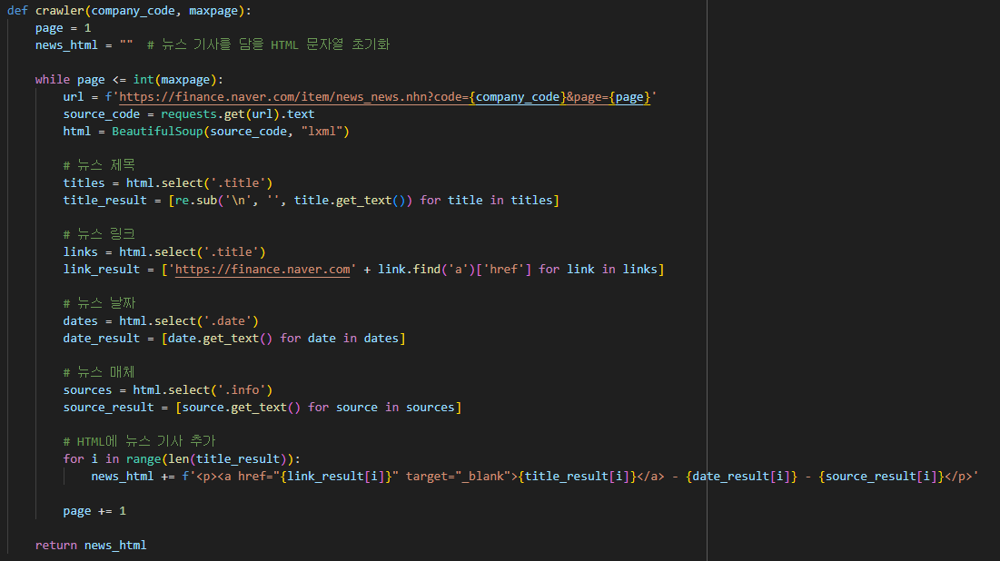 def crawler(company_code, maxpage):
    page = 1
    news_html = ""  # 뉴스 기사를 담을 HTML 문자열 초기화

    while page <= int(maxpage):
        url = f'https://finance.naver.com/item/news_news.nhn?code={company_code}&page={page}'
        source_code = requests.get(url).text
        html = BeautifulSoup(source_code, "lxml")

        # 뉴스 제목
        titles = html.select('.title')
        title_result = [re.sub('\n', '', title.get_text()) for title in titles]

        # 뉴스 링크
        links = html.select('.title')
        link_result = ['https://finance.naver.com' + link.find('a')['href'] for link in links]

        # 뉴스 날짜
        dates = html.select('.date')
        date_result = [date.get_text() for date in dates]

        # 뉴스 매체
        sources = html.select('.info')
        source_result = [source.get_text() for source in sources]

        # HTML에 뉴스 기사 추가
        for i in range(len(title_result)):
            news_html += f'<p><a href="{link_result[i]}" target="_blank">{title_result[i]}</a> - {date_result[i]} - {source_result[i]}</p>'

        page += 1

    return news_html